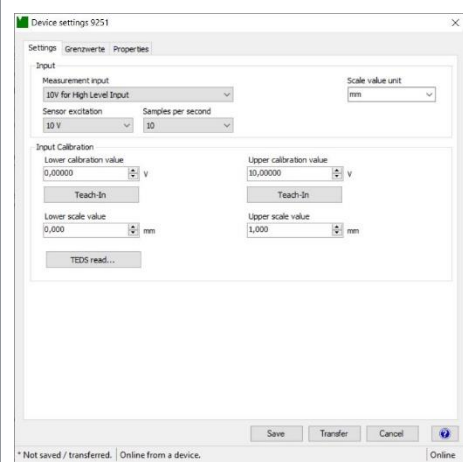 Device settings 9251
Settings Grenzwerte Properties
Input
Measurement input
Scale value unit
10V for High Level Input
mm
Sensor excitation Samples per second
10 V 10
Input Calibration
Lower calibration value Upper calibration value
0,00000 V 10,00000 V
Teach-In Teach-In
Lower scale value Upper scale value
0,000 mm 1,000 mm
TEDS read...
Save Transfer Cancel
* Not saved / transferred. Online from a device. Online